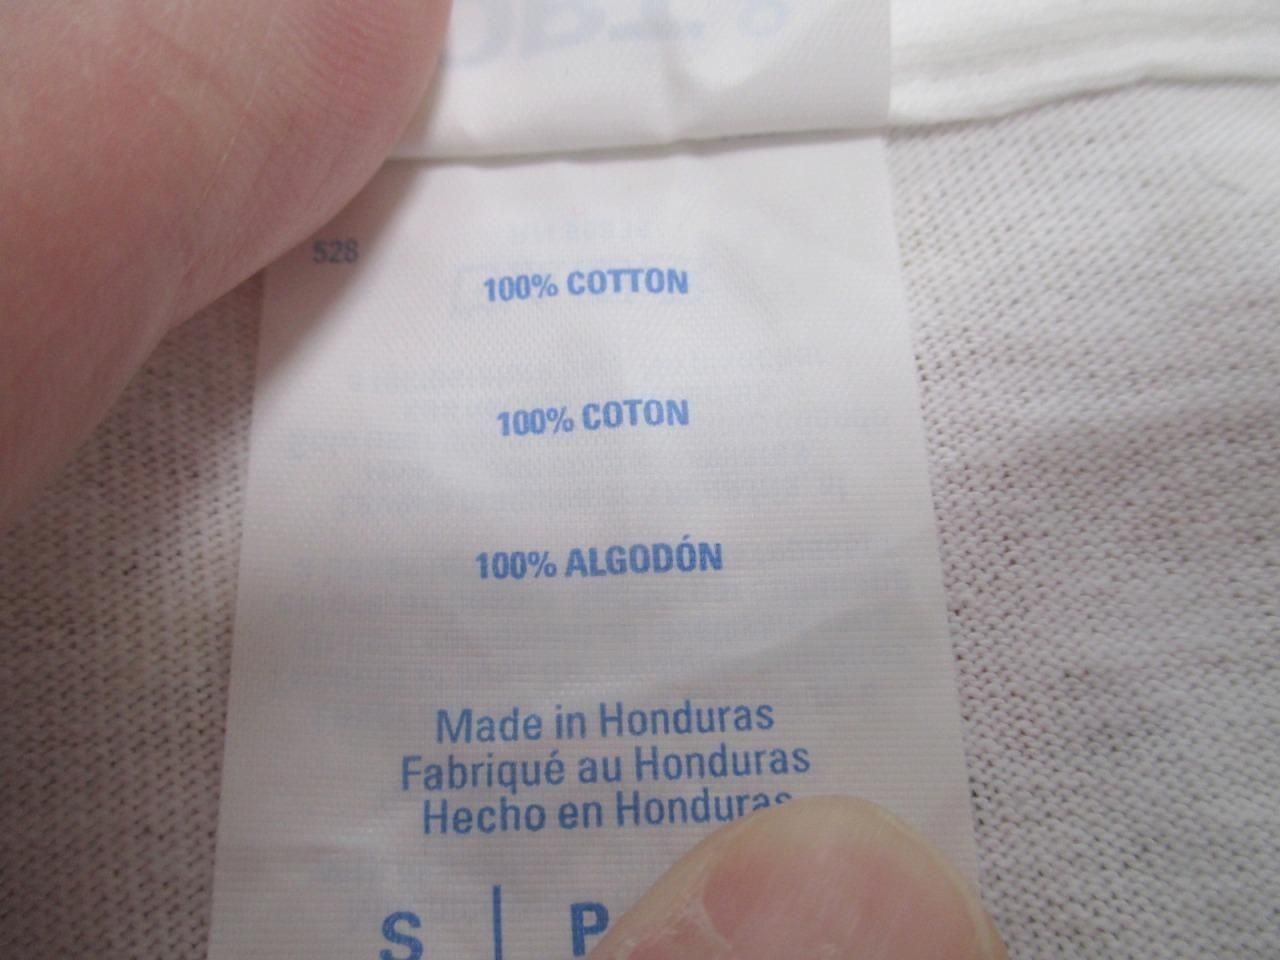 528
100% COTTON
100% COTON
100% ALGODÓN
Made in Honduras
Fabriqué au Honduras
Hecho en Honduras
S | P